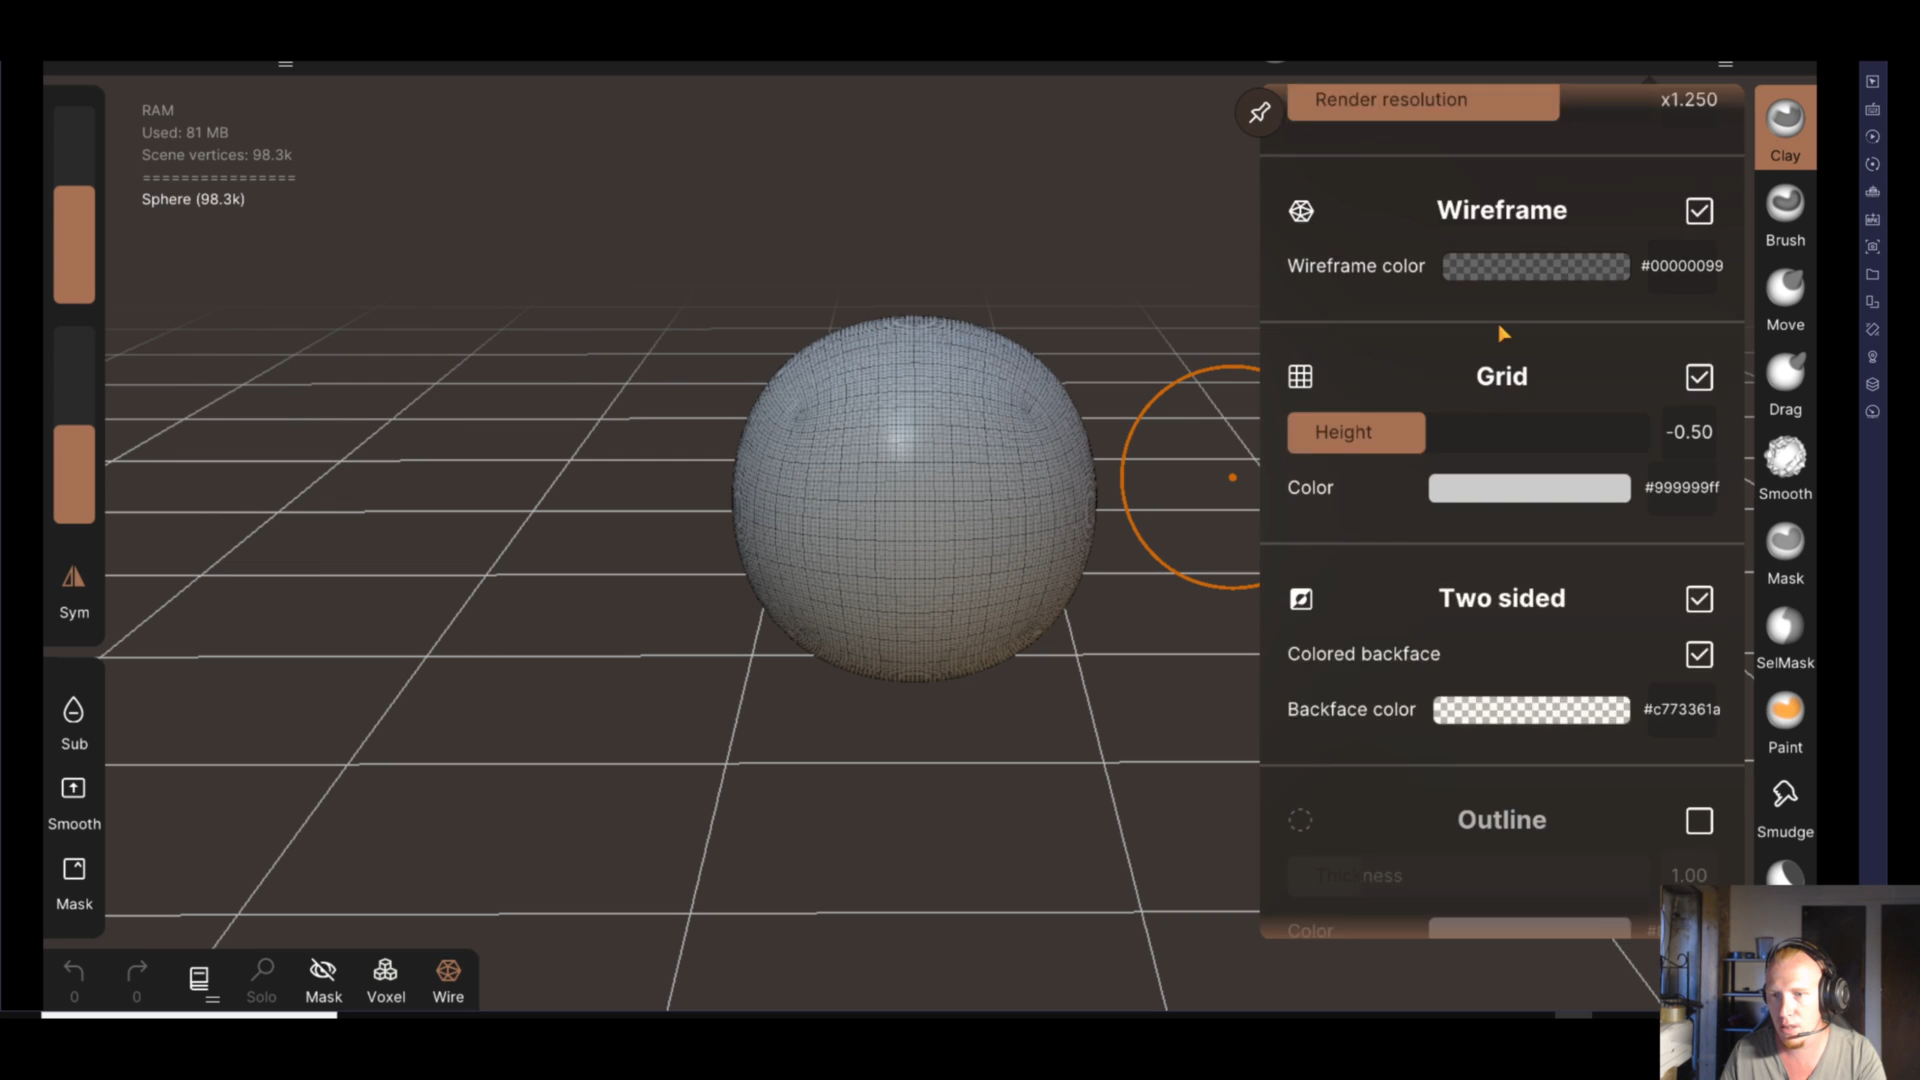 RAM
Used: 81 MB
Scene vertices: 98.3k
================
Sphere (98.3k)
Sym
Sub
Smooth
Mask
0
0
Solo
Mask
Voxel
Wire
Render resolution x1.250
Wireframe
Wireframe color #00000099
Grid
Height -0.50
Color #999999ff
Two sided
Colored backface
Backface color #c773361a
Outline
Thickness 1.00
Color
Clay
Brush
Move
Drag
Smooth
Mask
SelMask
Paint
Smudge